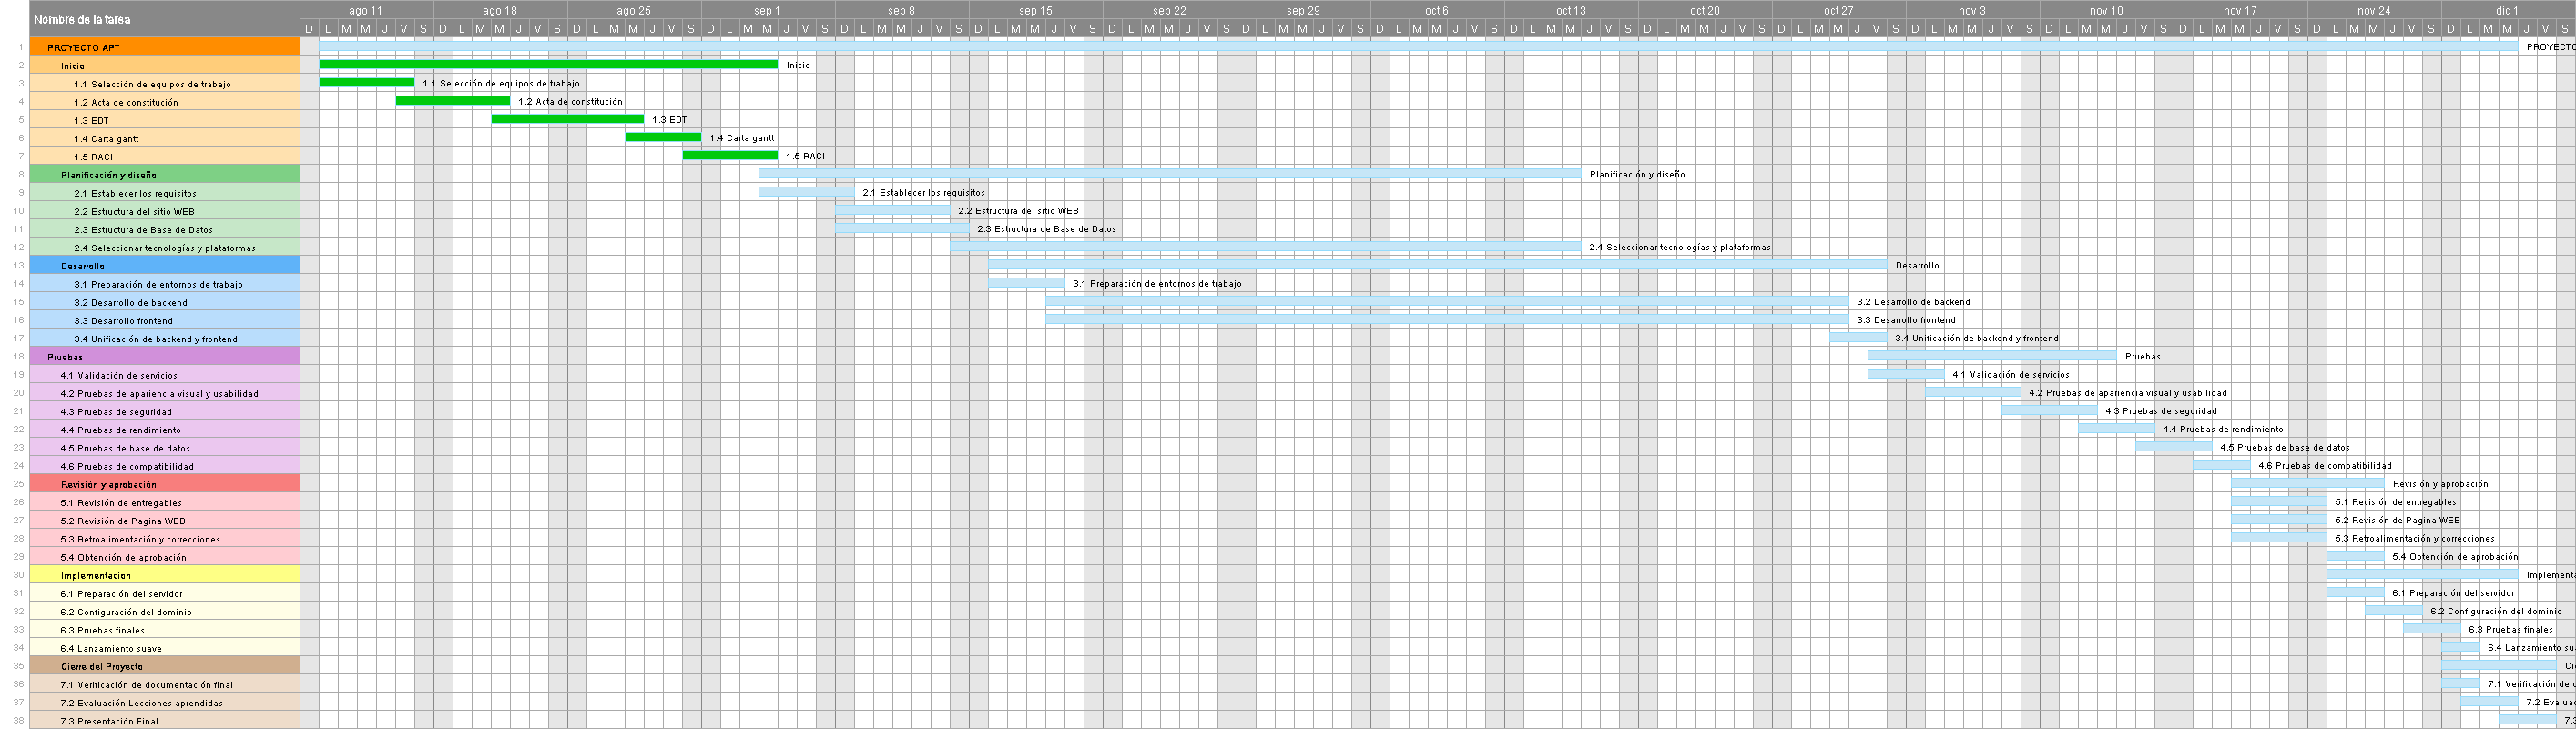 Nombre de la tarea
ago 11 ago 18 ago 25 sep 1 sep 8 sep 15 sep 22 sep 29 oct 6 oct 13 oct 20 oct 27 nov 3 nov 10 nov 17 nov 24 dic 1
D L M M J V S D L M M J V S D L M M J V S D L M M J V S D L M M J V S D L M M J V S D L M M J V S D L M M J V S D L M M J V S D L M M J V S D L M M J V S D L M M J V S D L M M J V S D L M M J V S D L M M J V S D L M M J V S D L M M J V S
1 PROYECTO APT PROYECTO
2 Inicio Inicio
3 1.1 Selección de equipos de trabajo 1.1 Selección de equipos de trabajo
4 1.2 Acta de constitución 1.2 Acta de constitución
5 1.3 EDT 1.3 EDT
6 1.4 Carta gantt 1.4 Carta gantt
7 1.5 RACI 1.5 RACI
8 Planificación y diseño Planificación y diseño
9 2.1 Establecer los requisitos 2.1 Establecer los requisitos
10 2.2 Estructura del sitio WEB 2.2 Estructura del sitio WEB
11 2.3 Estructura de Base de Datos 2.3 Estructura de Base de Datos
12 2.4 Seleccionar tecnologías y plataformas 2.4 Seleccionar tecnologías y plataformas
13 Desarrollo Desarrollo
14 3.1 Preparación de entornos de trabajo 3.1 Preparación de entornos de trabajo
15 3.2 Desarrollo de backend 3.2 Desarrollo de backend
16 3.3 Desarrollo frontend 3.3 Desarrollo frontend
17 3.4 Unificación de backend y frontend 3.4 Unificación de backend y frontend
18 Pruebas Pruebas
19 4.1 Validación de servicios 4.1 Validación de servicios
20 4.2 Pruebas de apariencia visual y usabilidad 4.2 Pruebas de apariencia visual y usabilidad
21 4.3 Pruebas de seguridad 4.3 Pruebas de seguridad
22 4.4 Pruebas de rendimiento 4.4 Pruebas de rendimiento
23 4.5 Pruebas de base de datos 4.5 Pruebas de base de datos
24 4.6 Pruebas de compatibilidad 4.6 Pruebas de compatibilidad
25 Revisión y aprobación Revisión y aprobación
26 5.1 Revisión de entregables 5.1 Revisión de entregables
27 5.2 Revisión de Pagina WEB 5.2 Revisión de Pagina WEB
28 5.3 Retroalimentación y correcciones 5.3 Retroalimentación y correcciones
29 5.4 Obtención de aprobación 5.4 Obtención de aprobación
30 Implementacion Implementa
31 6.1 Preparación del servidor 6.1 Preparación del servidor
32 6.2 Configuración del dominio 6.2 Configuración del dominio
33 6.3 Pruebas finales 6.3 Pruebas finales
34 6.4 Lanzamiento suave 6.4 Lanzamiento sua
35 Cierre del Proyecto Cie
36 7.1 Verificación de documentación final 7.1 Verificación de
37 7.2 Evaluación Lecciones aprendidas 7.2 Evaluac
38 7.3 Presentación Final 7.3